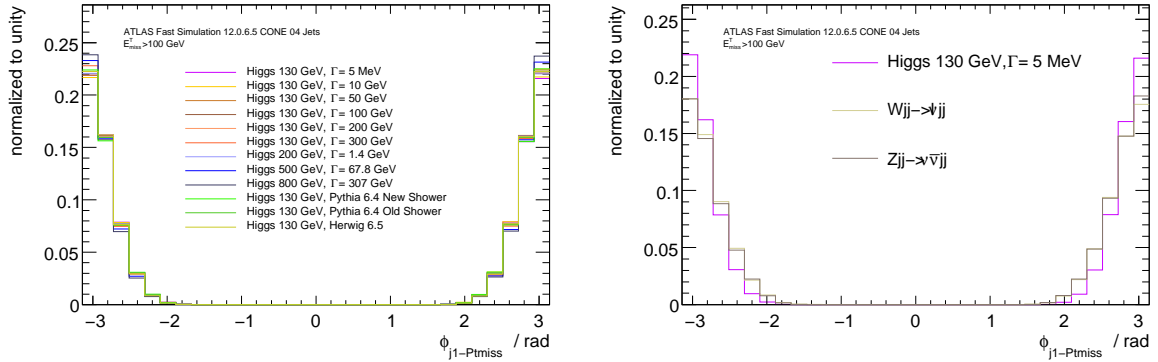 normalized to unity
ATLAS Fast Simulation 12.0.6.5 CONE 04 Jets
E^T_miss>100 GeV
0.25
0.2
0.15
0.1
0.05
0
Higgs 130 GeV, Γ= 5 MeV
Higgs 130 GeV, Γ= 10 GeV
Higgs 130 GeV, Γ= 50 GeV
Higgs 130 GeV, Γ= 100 GeV
Higgs 130 GeV, Γ= 200 GeV
Higgs 130 GeV, Γ= 300 GeV
Higgs 200 GeV, Γ= 1.4 GeV
Higgs 500 GeV, Γ= 67.8 GeV
Higgs 800 GeV, Γ= 307 GeV
Higgs 130 GeV, Pythia 6.4 New Shower
Higgs 130 GeV, Pythia 6.4 Old Shower
Higgs 130 GeV, Herwig 6.5
−3 −2 −1 0 1 2 3
ϕ_j1-Ptmiss / rad
normalized to unity
ATLAS Fast Simulation 12.0.6.5 CONE 04 Jets
E^T_miss>100 GeV
0.25
0.2
0.15
0.1
0.05
0
Higgs 130 GeV,Γ= 5 MeV
Wjj->lνjj
Zjj->νν̅jj
−3 −2 −1 0 1 2 3
ϕ_j1-Ptmiss / rad